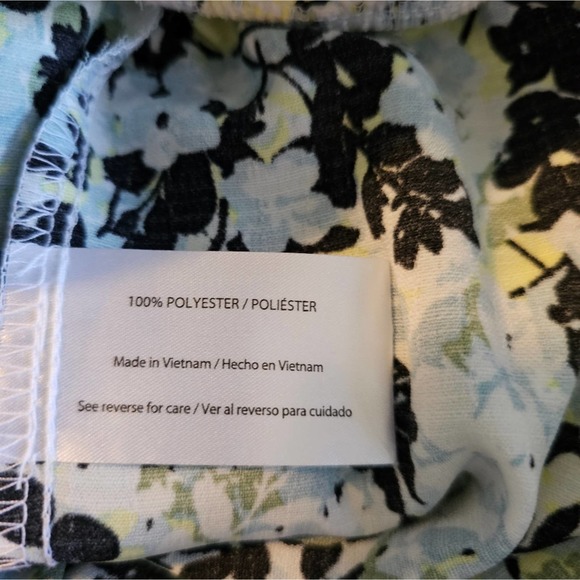 100% POLYESTER / POLIÉSTER
Made in Vietnam / Hecho en Vietnam
See reverse for care / Ver al reverso para cuidado